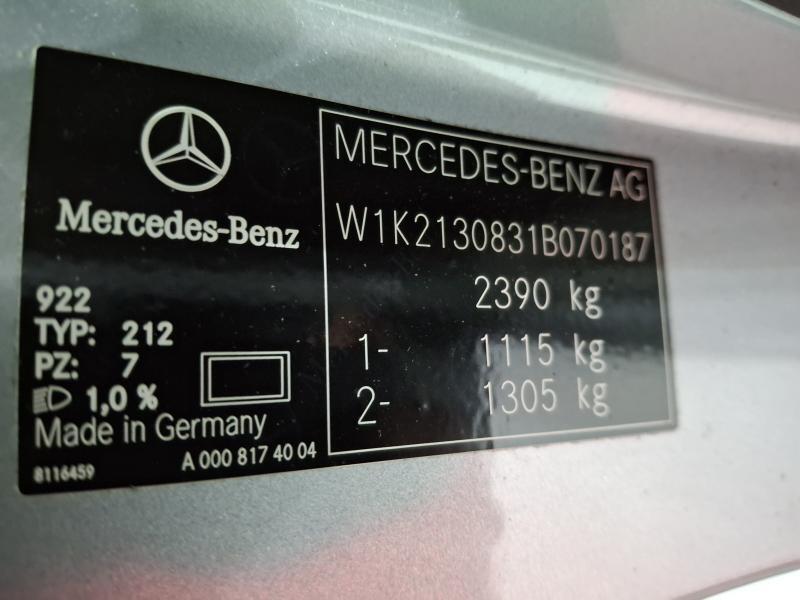 Mercedes-Benz
922
TYP: 212
PZ: 7
1,0 %
Made in Germany
8116459
A 000 817 40 04
MERCEDES-BENZ AG
W1K2130831B070187
2390 kg
1- 1115 kg
2- 1305 kg